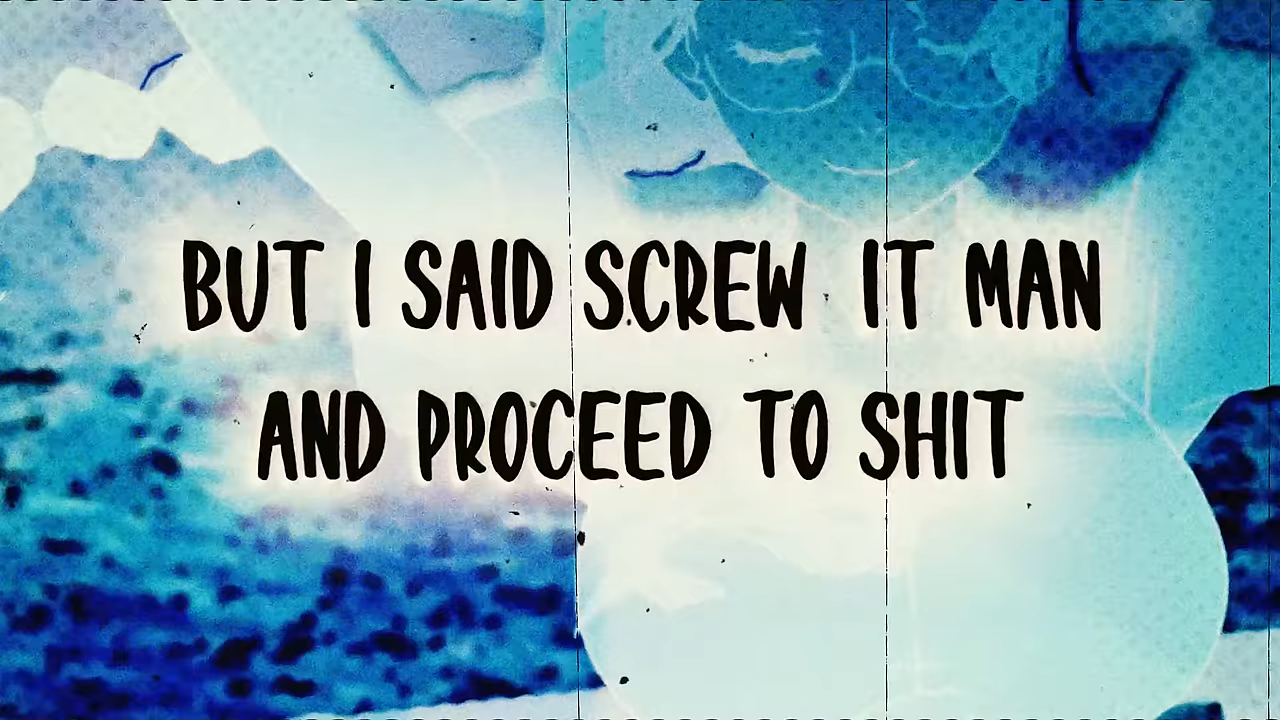 BUT I SAID SCREW IT MAN
AND PROCEED TO SHIT